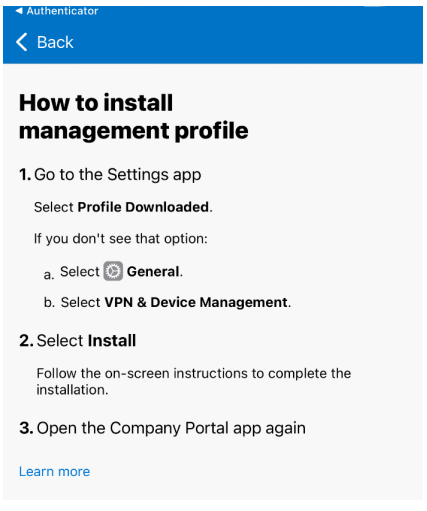 ◀ Authenticator
Back
How to install
management profile
1. Go to the Settings app
Select Profile Downloaded.
If you don't see that option:
a. Select General.
b. Select VPN & Device Management.
2. Select Install
Follow the on-screen instructions to complete the
installation.
3. Open the Company Portal app again
Learn more